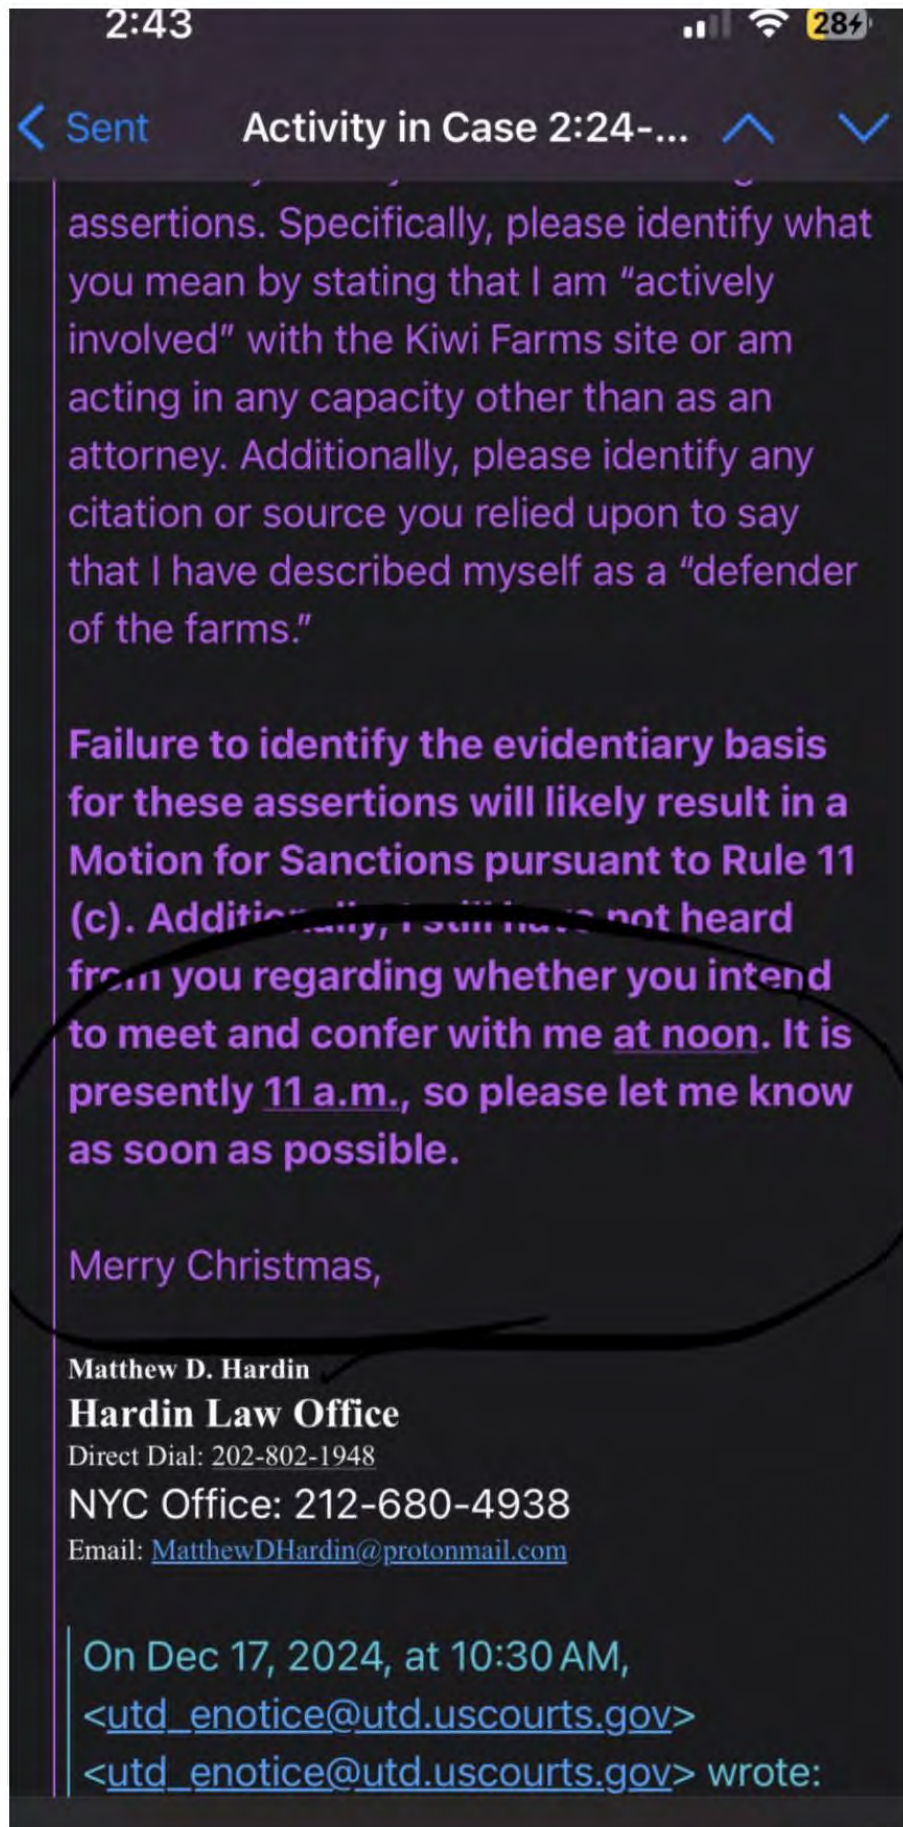 2:43
28
Sent
Activity in Case 2:24-...
assertions. Specifically, please identify what
you mean by stating that I am “actively
involved” with the Kiwi Farms site or am
acting in any capacity other than as an
attorney. Additionally, please identify any
citation or source you relied upon to say
that I have described myself as a “defender
of the farms.”
Failure to identify the evidentiary basis
for these assertions will likely result in a
Motion for Sanctions pursuant to Rule 11
(c). Additionally, I still have not heard
from you regarding whether you intend
to meet and confer with me at noon. It is
presently 11 a.m., so please let me know
as soon as possible.
Merry Christmas,
Matthew D. Hardin
Hardin Law Office
Direct Dial: 202-802-1948
NYC Office: 212-680-4938
Email: MatthewDHardin@protonmail.com
On Dec 17, 2024, at 10:30 AM,
<utd_enotice@utd.uscourts.gov>
<utd_enotice@utd.uscourts.gov> wrote: